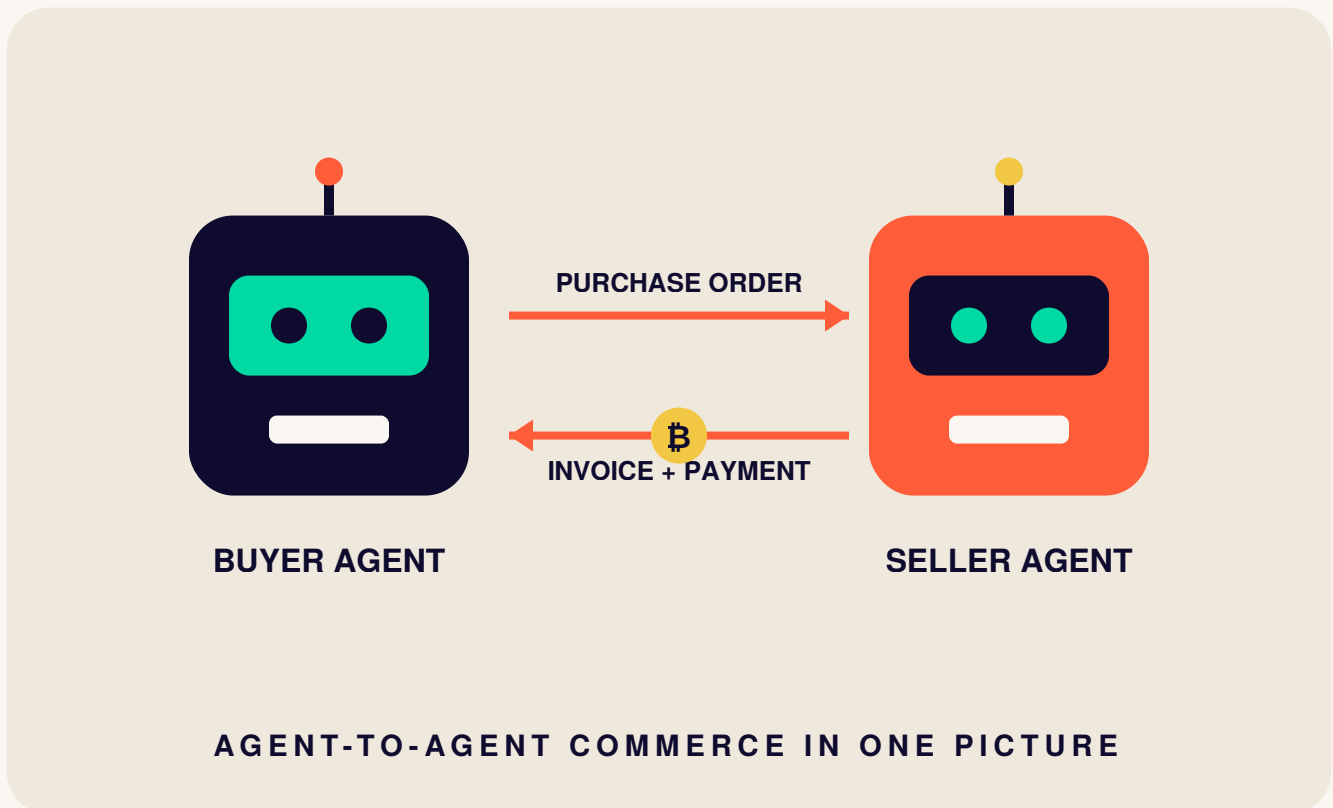 PURCHASE ORDER
₿
INVOICE + PAYMENT
BUYER AGENT
SELLER AGENT
AGENT-TO-AGENT COMMERCE IN ONE PICTURE